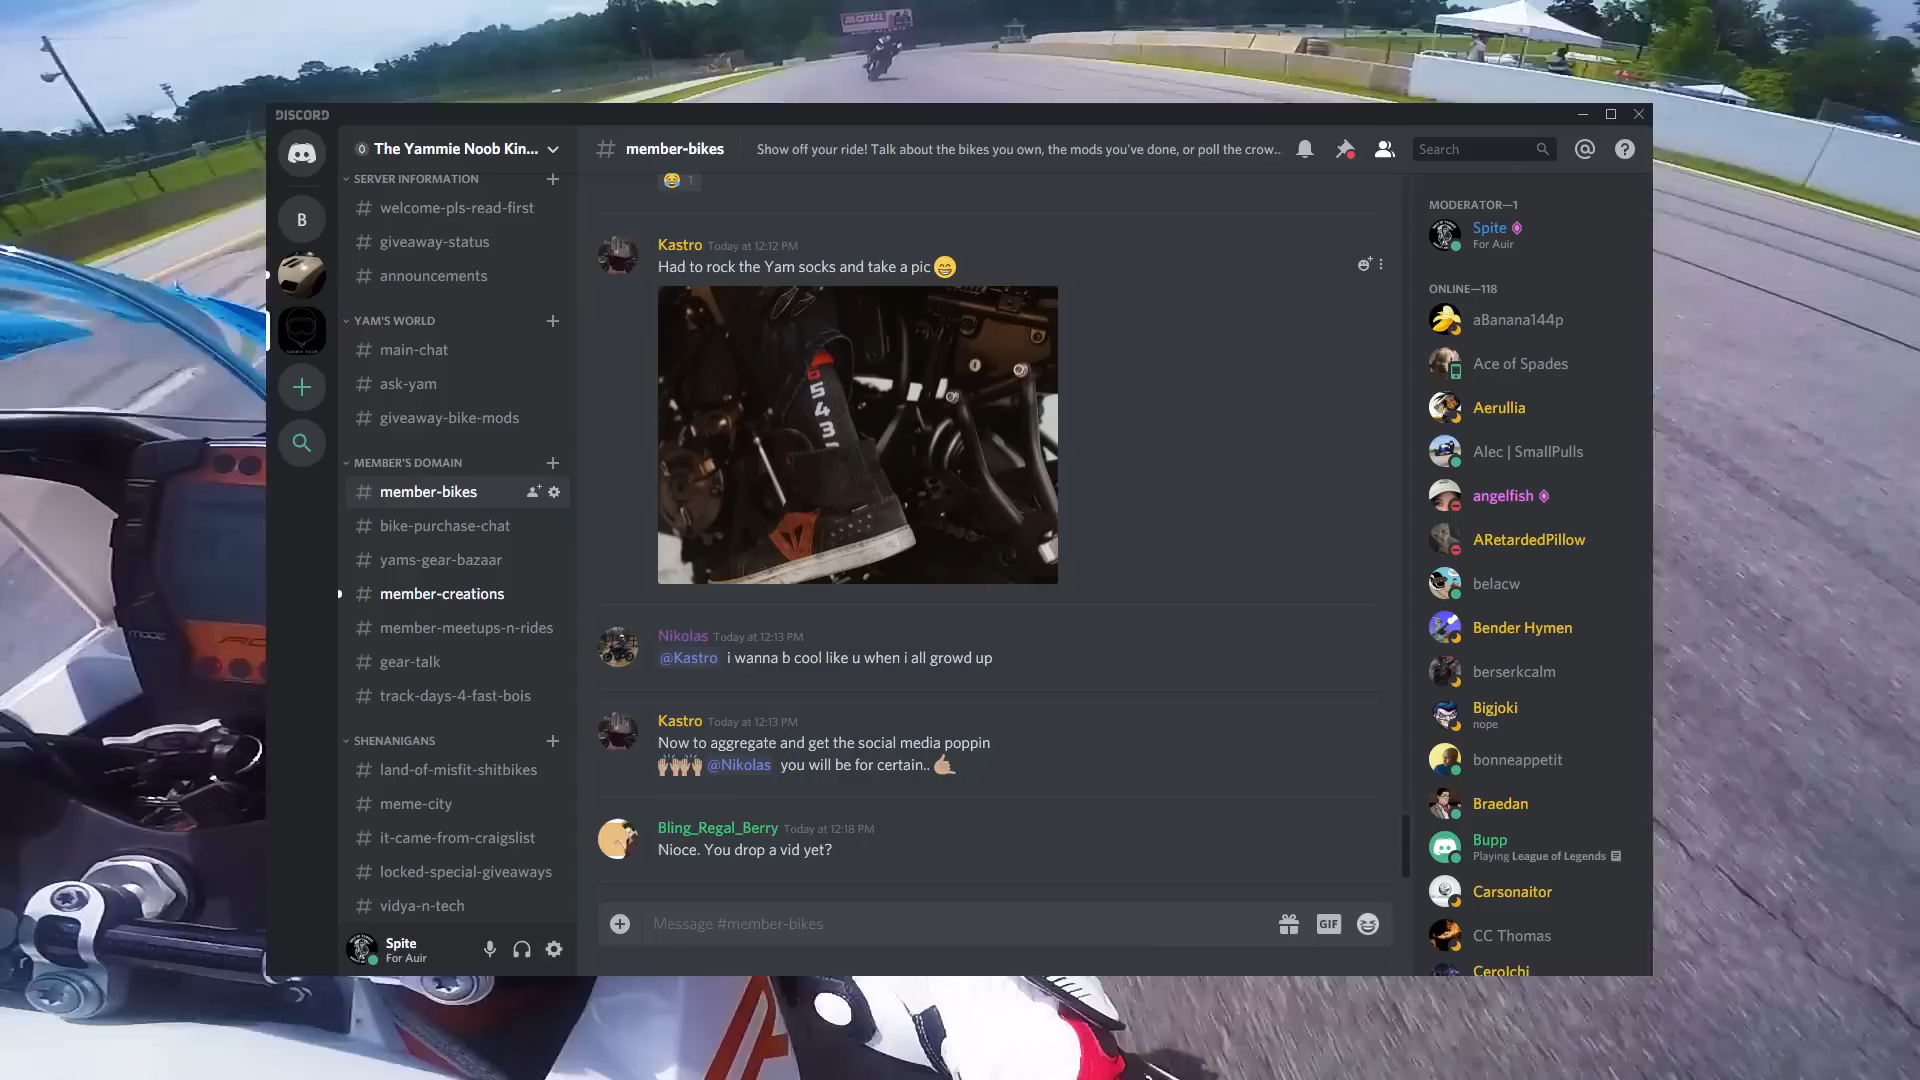 MOTUL
DISCORD
The Yammie Noob Kin...
# member-bikes
Show off your ride! Talk about the bikes you own, the mods you've done, or poll the crow...
Search
SERVER INFORMATION
# welcome-pls-read-first
# giveaway-status
# announcements
YAM'S WORLD
# main-chat
# ask-yam
# giveaway-bike-mods
MEMBER'S DOMAIN
# member-bikes
# bike-purchase-chat
# yams-gear-bazaar
# member-creations
# member-meetups-n-rides
# gear-talk
# track-days-4-fast-bois
SHENANIGANS
# land-of-misfit-shitbikes
# meme-city
# it-came-from-craigslist
# locked-special-giveaways
# vidya-n-tech
Spite
For Auir
B
1
Kastro Today at 12:12 PM
Had to rock the Yam socks and take a pic
6 5 4 3
Nikolas Today at 12:13 PM
@Kastro i wanna b cool like u when i all growd up
Kastro Today at 12:13 PM
Now to aggregate and get the social media poppin
@Nikolas you will be for certain..
Bling_Regal_Berry Today at 12:18 PM
Nioce. You drop a vid yet?
Message #member-bikes
GIF
MODERATOR—1
Spite
For Auir
ONLINE—118
aBanana144p
Ace of Spades
Aerullia
Alec | SmallPulls
angelfish
ARetardedPillow
belacw
Bender Hymen
berserkcalm
Bigjoki
nope
bonneappetit
Braedan
Bupp
Playing League of Legends
Carsonaitor
CC Thomas
Cerolchi
MODE